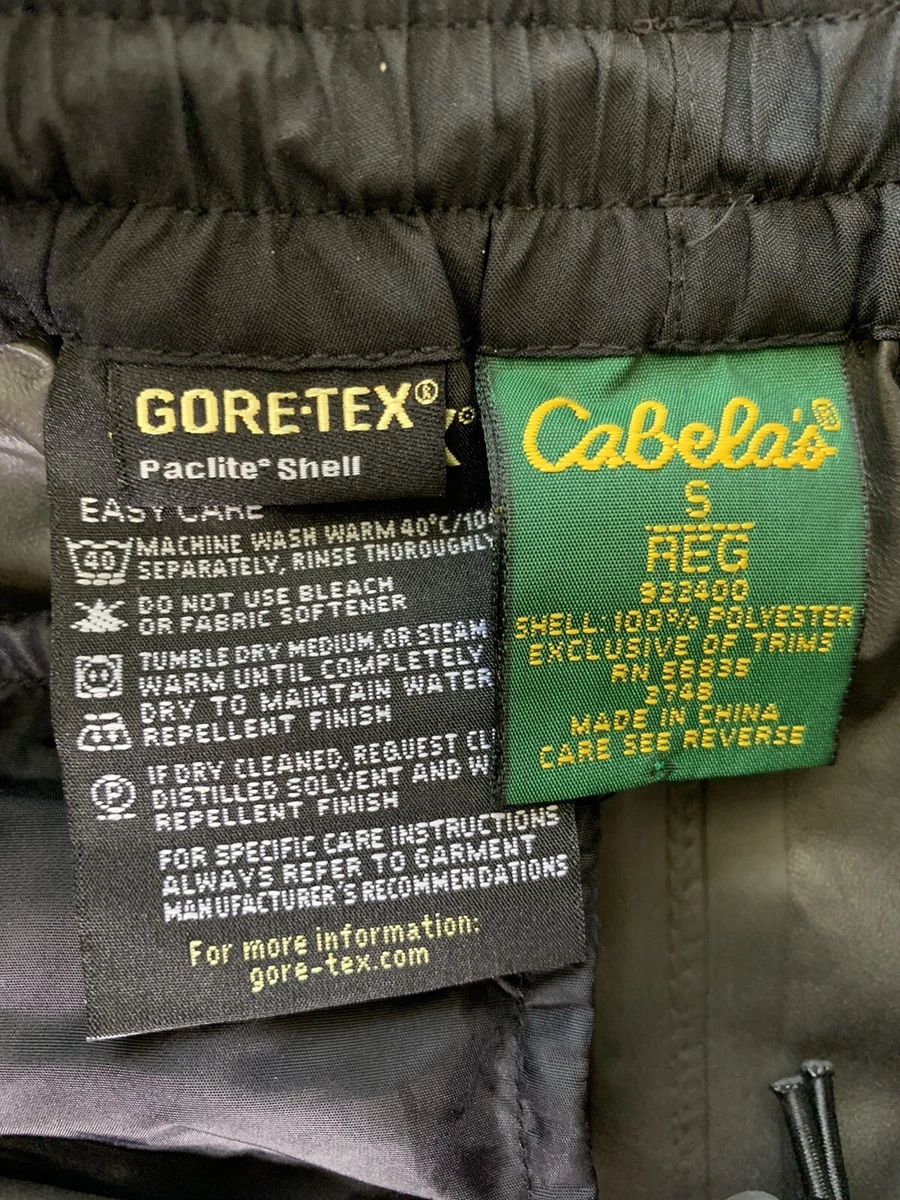 GORE-TEX®
Paclite® Shell
EASY CARE
40
MACHINE WASH WARM 40°C/10
SEPARATELY, RINSE THOROUGHLY
DO NOT USE BLEACH
OR FABRIC SOFTENER
TUMBLE DRY MEDIUM, OR STEAM
WARM UNTIL COMPLETELY
DRY TO MAINTAIN WATER
REPELLENT FINISH
P
IF DRY CLEANED, REQUEST CL
DISTILLED SOLVENT AND W
REPELLENT FINISH
FOR SPECIFIC CARE INSTRUCTIONS
ALWAYS REFER TO GARMENT
MANUFACTURER'S RECOMMENDATIONS
For more information:
gore-tex.com
Cabela's®
S
REG
922400
SHELL: 100% POLYESTER
EXCLUSIVE OF TRIMS
RN 56835
3748
MADE IN CHINA
CARE SEE REVERSE